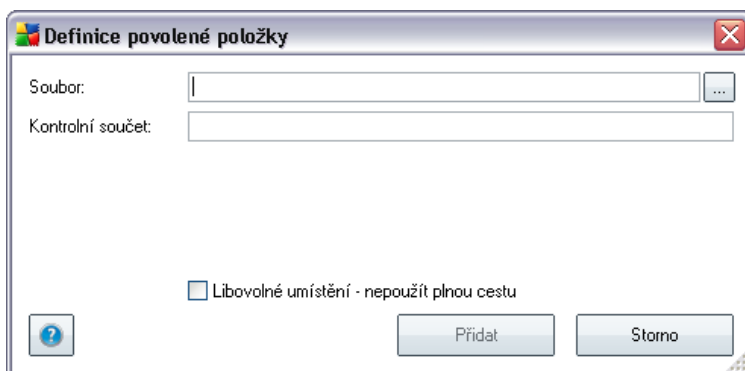 Definice povolené položky
Soubor:
...
Kontrolní součet:
Libovolné umístění - nepoužít plnou cestu
?
Přidat
Storno